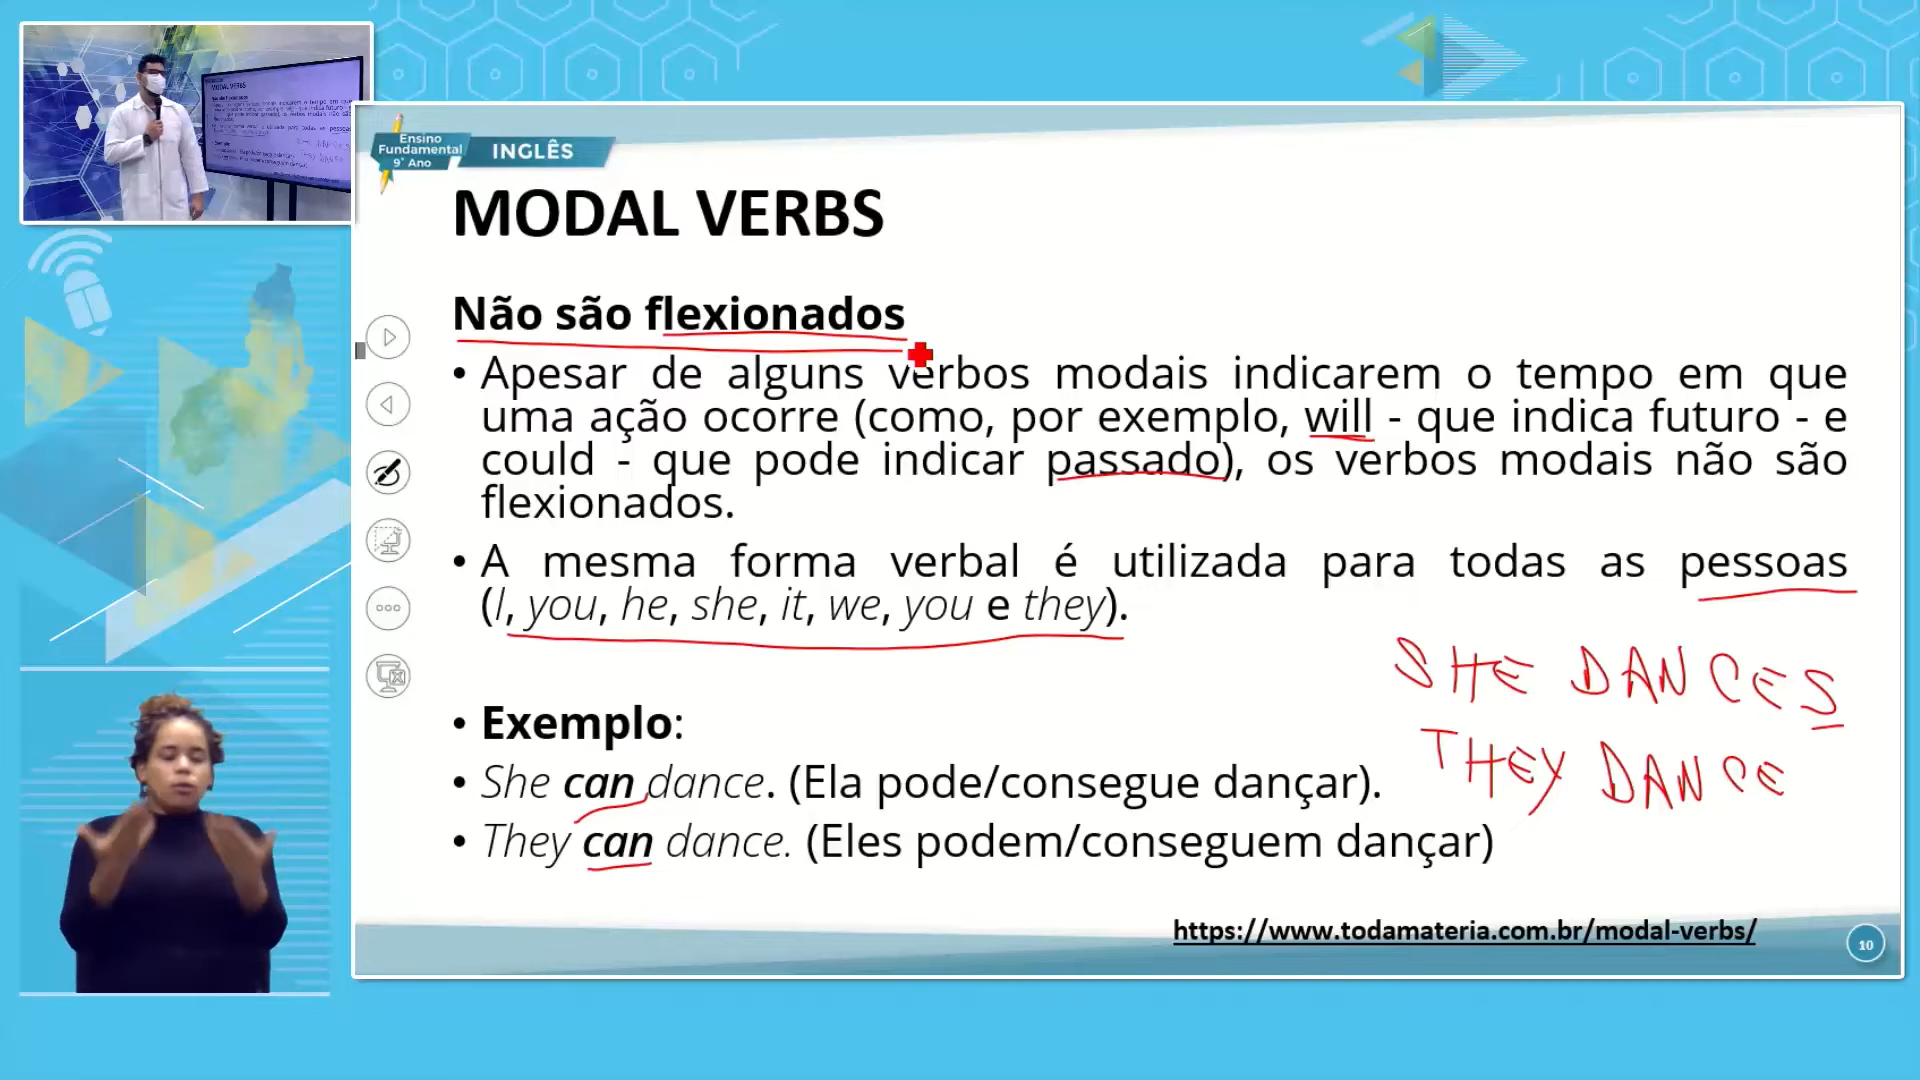 Ensino
Fundamental
9° Ano
INGLÊS
MODAL VERBS
Não são flexionados
• Apesar de alguns verbos modais indicarem o tempo em que
uma ação ocorre (como, por exemplo, will - que indica futuro - e
could - que pode indicar passado), os verbos modais não são
flexionados.
• A mesma forma verbal é utilizada para todas as pessoas
(I, you, he, she, it, we, you e they).
SHE DANCES
THEY DANCE
• Exemplo:
• She can dance. (Ela pode/consegue dançar).
• They can dance. (Eles podem/conseguem dançar)
https://www.todamateria.com.br/modal-verbs/
10
MODAL VERBS